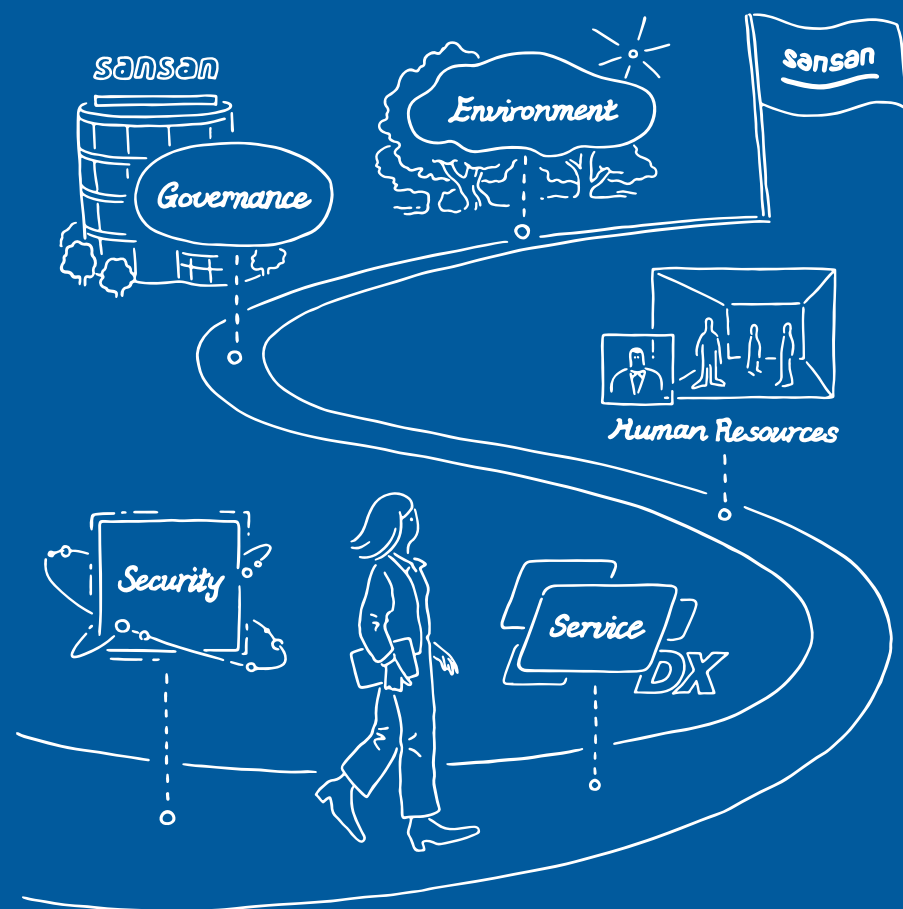 sansan
sansan
Environment
Governance
Human Resources
Security
Service
DX